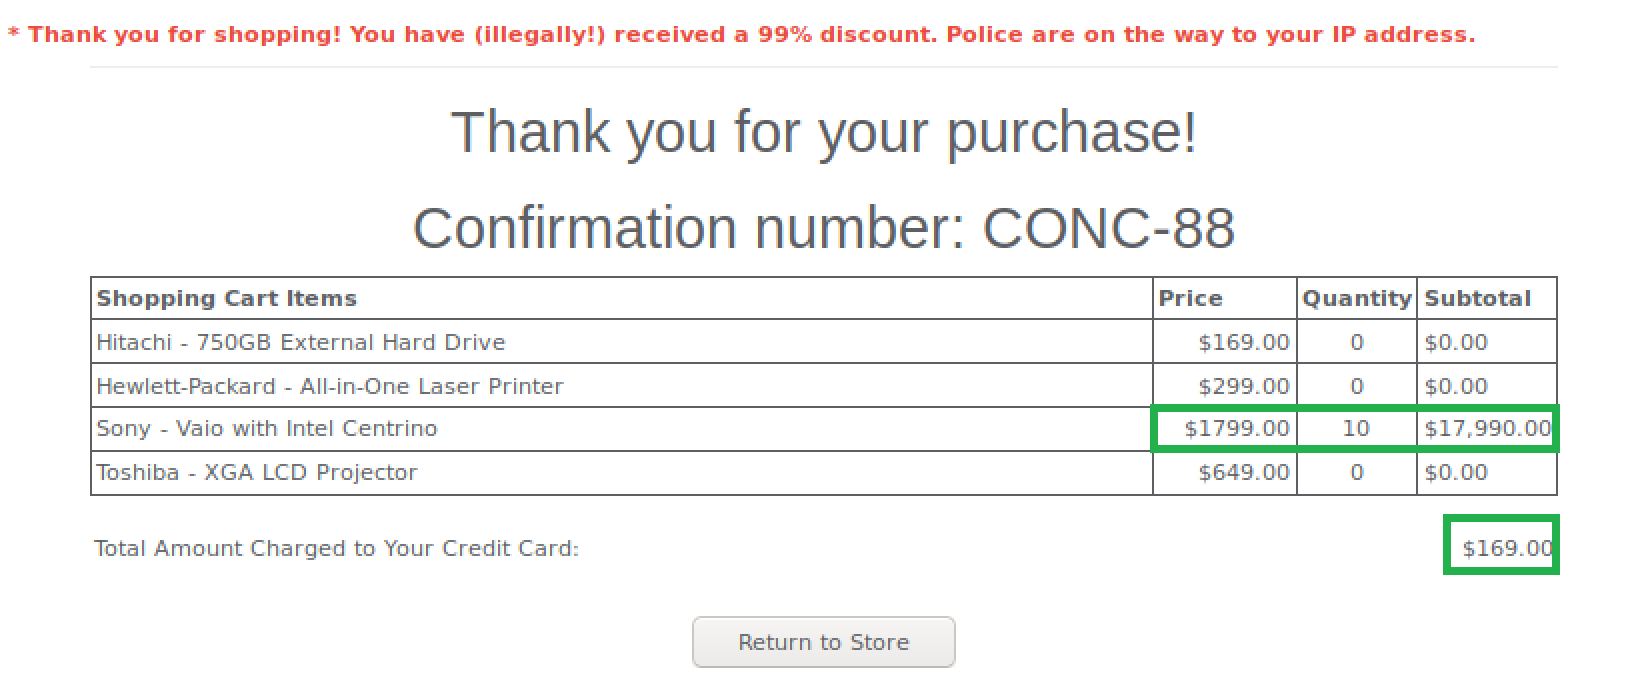 * Thank you for shopping! You have (illegally!) received a 99% discount. Police are on the way to your IP address.
Thank you for your purchase!
Confirmation number: CONC-88
Shopping Cart Items Price Quantity Subtotal
Hitachi - 750GB External Hard Drive $169.00 0 $0.00
Hewlett-Packard - All-in-One Laser Printer $299.00 0 $0.00
Sony - Vaio with Intel Centrino $1799.00 10 $17,990.00
Toshiba - XGA LCD Projector $649.00 0 $0.00
Total Amount Charged to Your Credit Card: $169.00
Return to Store